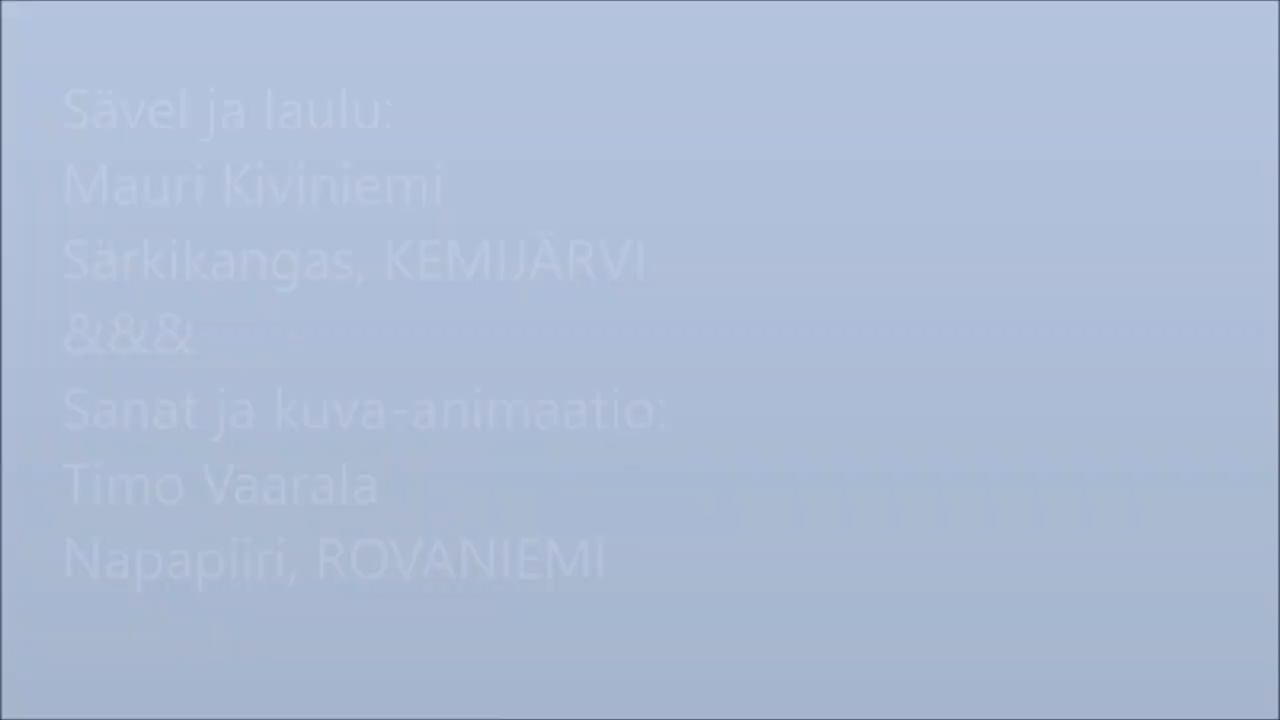 Sävel ja laulu:
Mauri Kiviniemi
Särkikangas, KEMIJÄRVI
&&&
Sanat ja kuva-animaatio:
Timo Vaarala
Napapiiri, ROVANIEMI